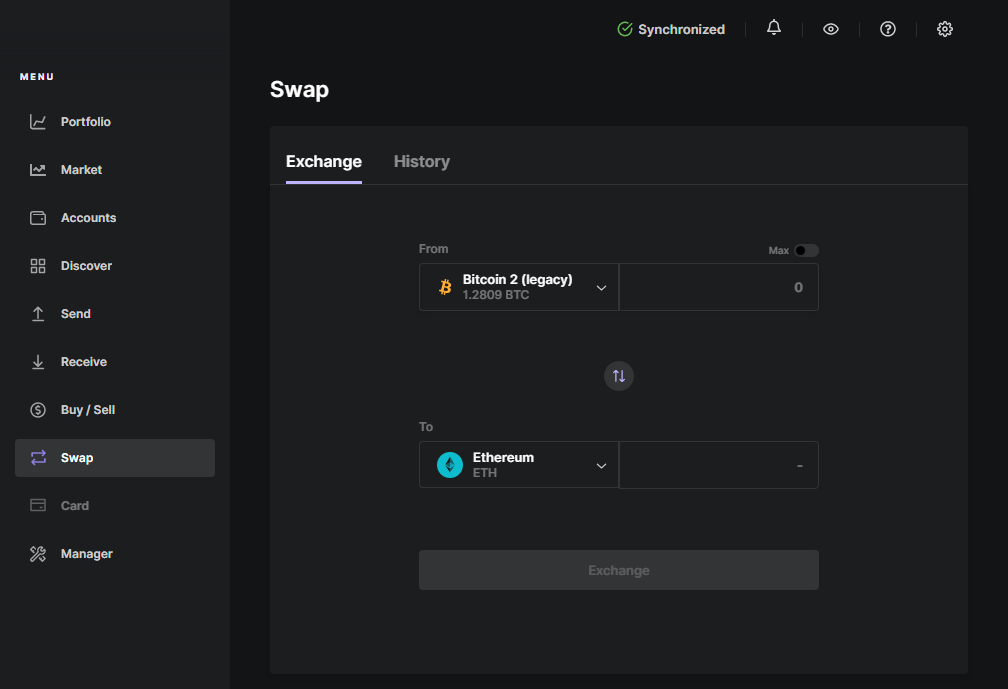 Synchronized
MENU
Portfolio
Market
Accounts
Discover
Send
Receive
Buy / Sell
Swap
Card
Manager
Swap
Exchange
History
From
Max
Bitcoin 2 (legacy)
1.2809 BTC
0
To
Ethereum
ETH
-
Exchange